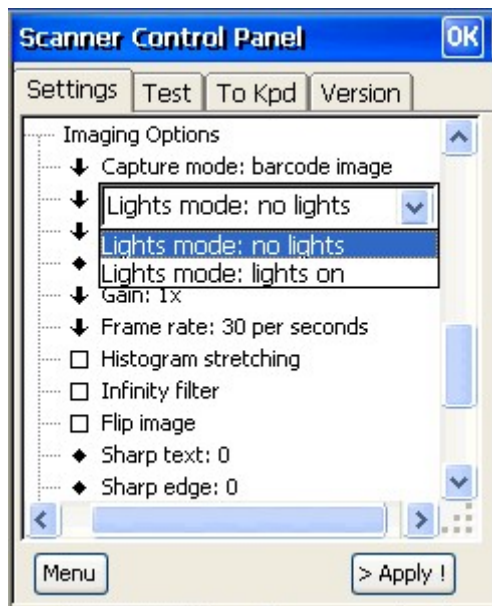 Scanner Control Panel OK
Settings Test To Kpd Version
Imaging Options
Capture mode: barcode image
Lights mode: no lights
Lights mode: no lights
Lights mode: lights on
Gain: 1x
Frame rate: 30 per seconds
Histogram stretching
Infinity filter
Flip image
Sharp text: 0
Sharp edge: 0
Menu > Apply !